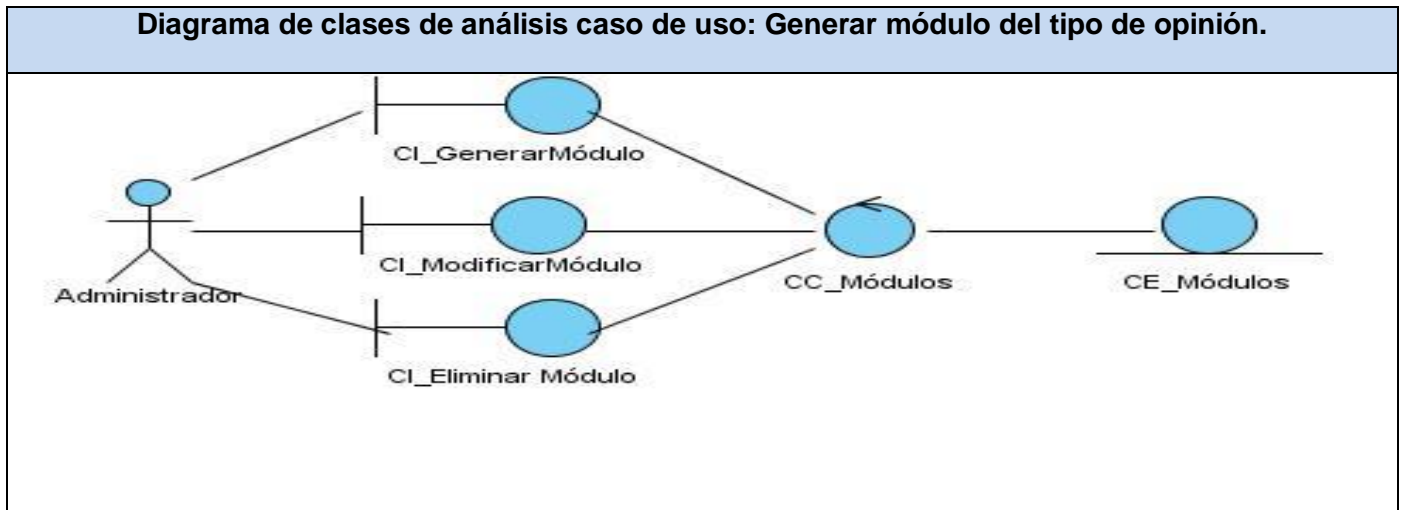 Diagrama de clases de análisis caso de uso: Generar módulo del tipo de opinión.
CI_GenerarMódulo
CI_ModificarMódulo
CC_Módulos
CE_Módulos
Administrador
CI_Eliminar Módulo